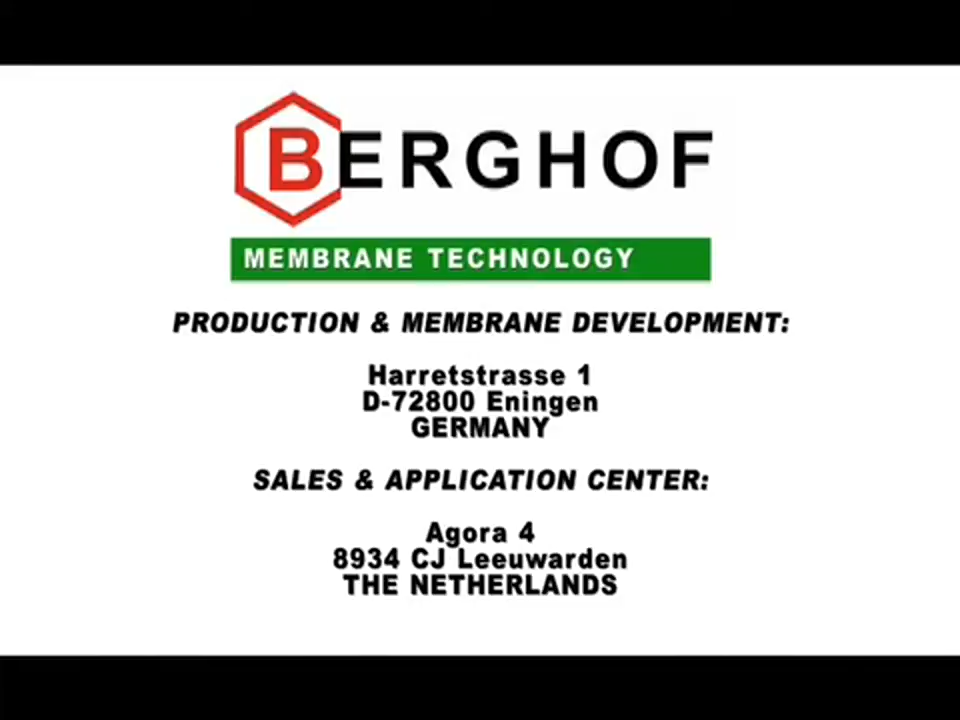 BERGHOF
MEMBRANE TECHNOLOGY
PRODUCTION & MEMBRANE DEVELOPMENT:
Harretstrasse 1
D-72800 Eningen
GERMANY
SALES & APPLICATION CENTER:
Agora 4
8934 CJ Leeuwarden
THE NETHERLANDS